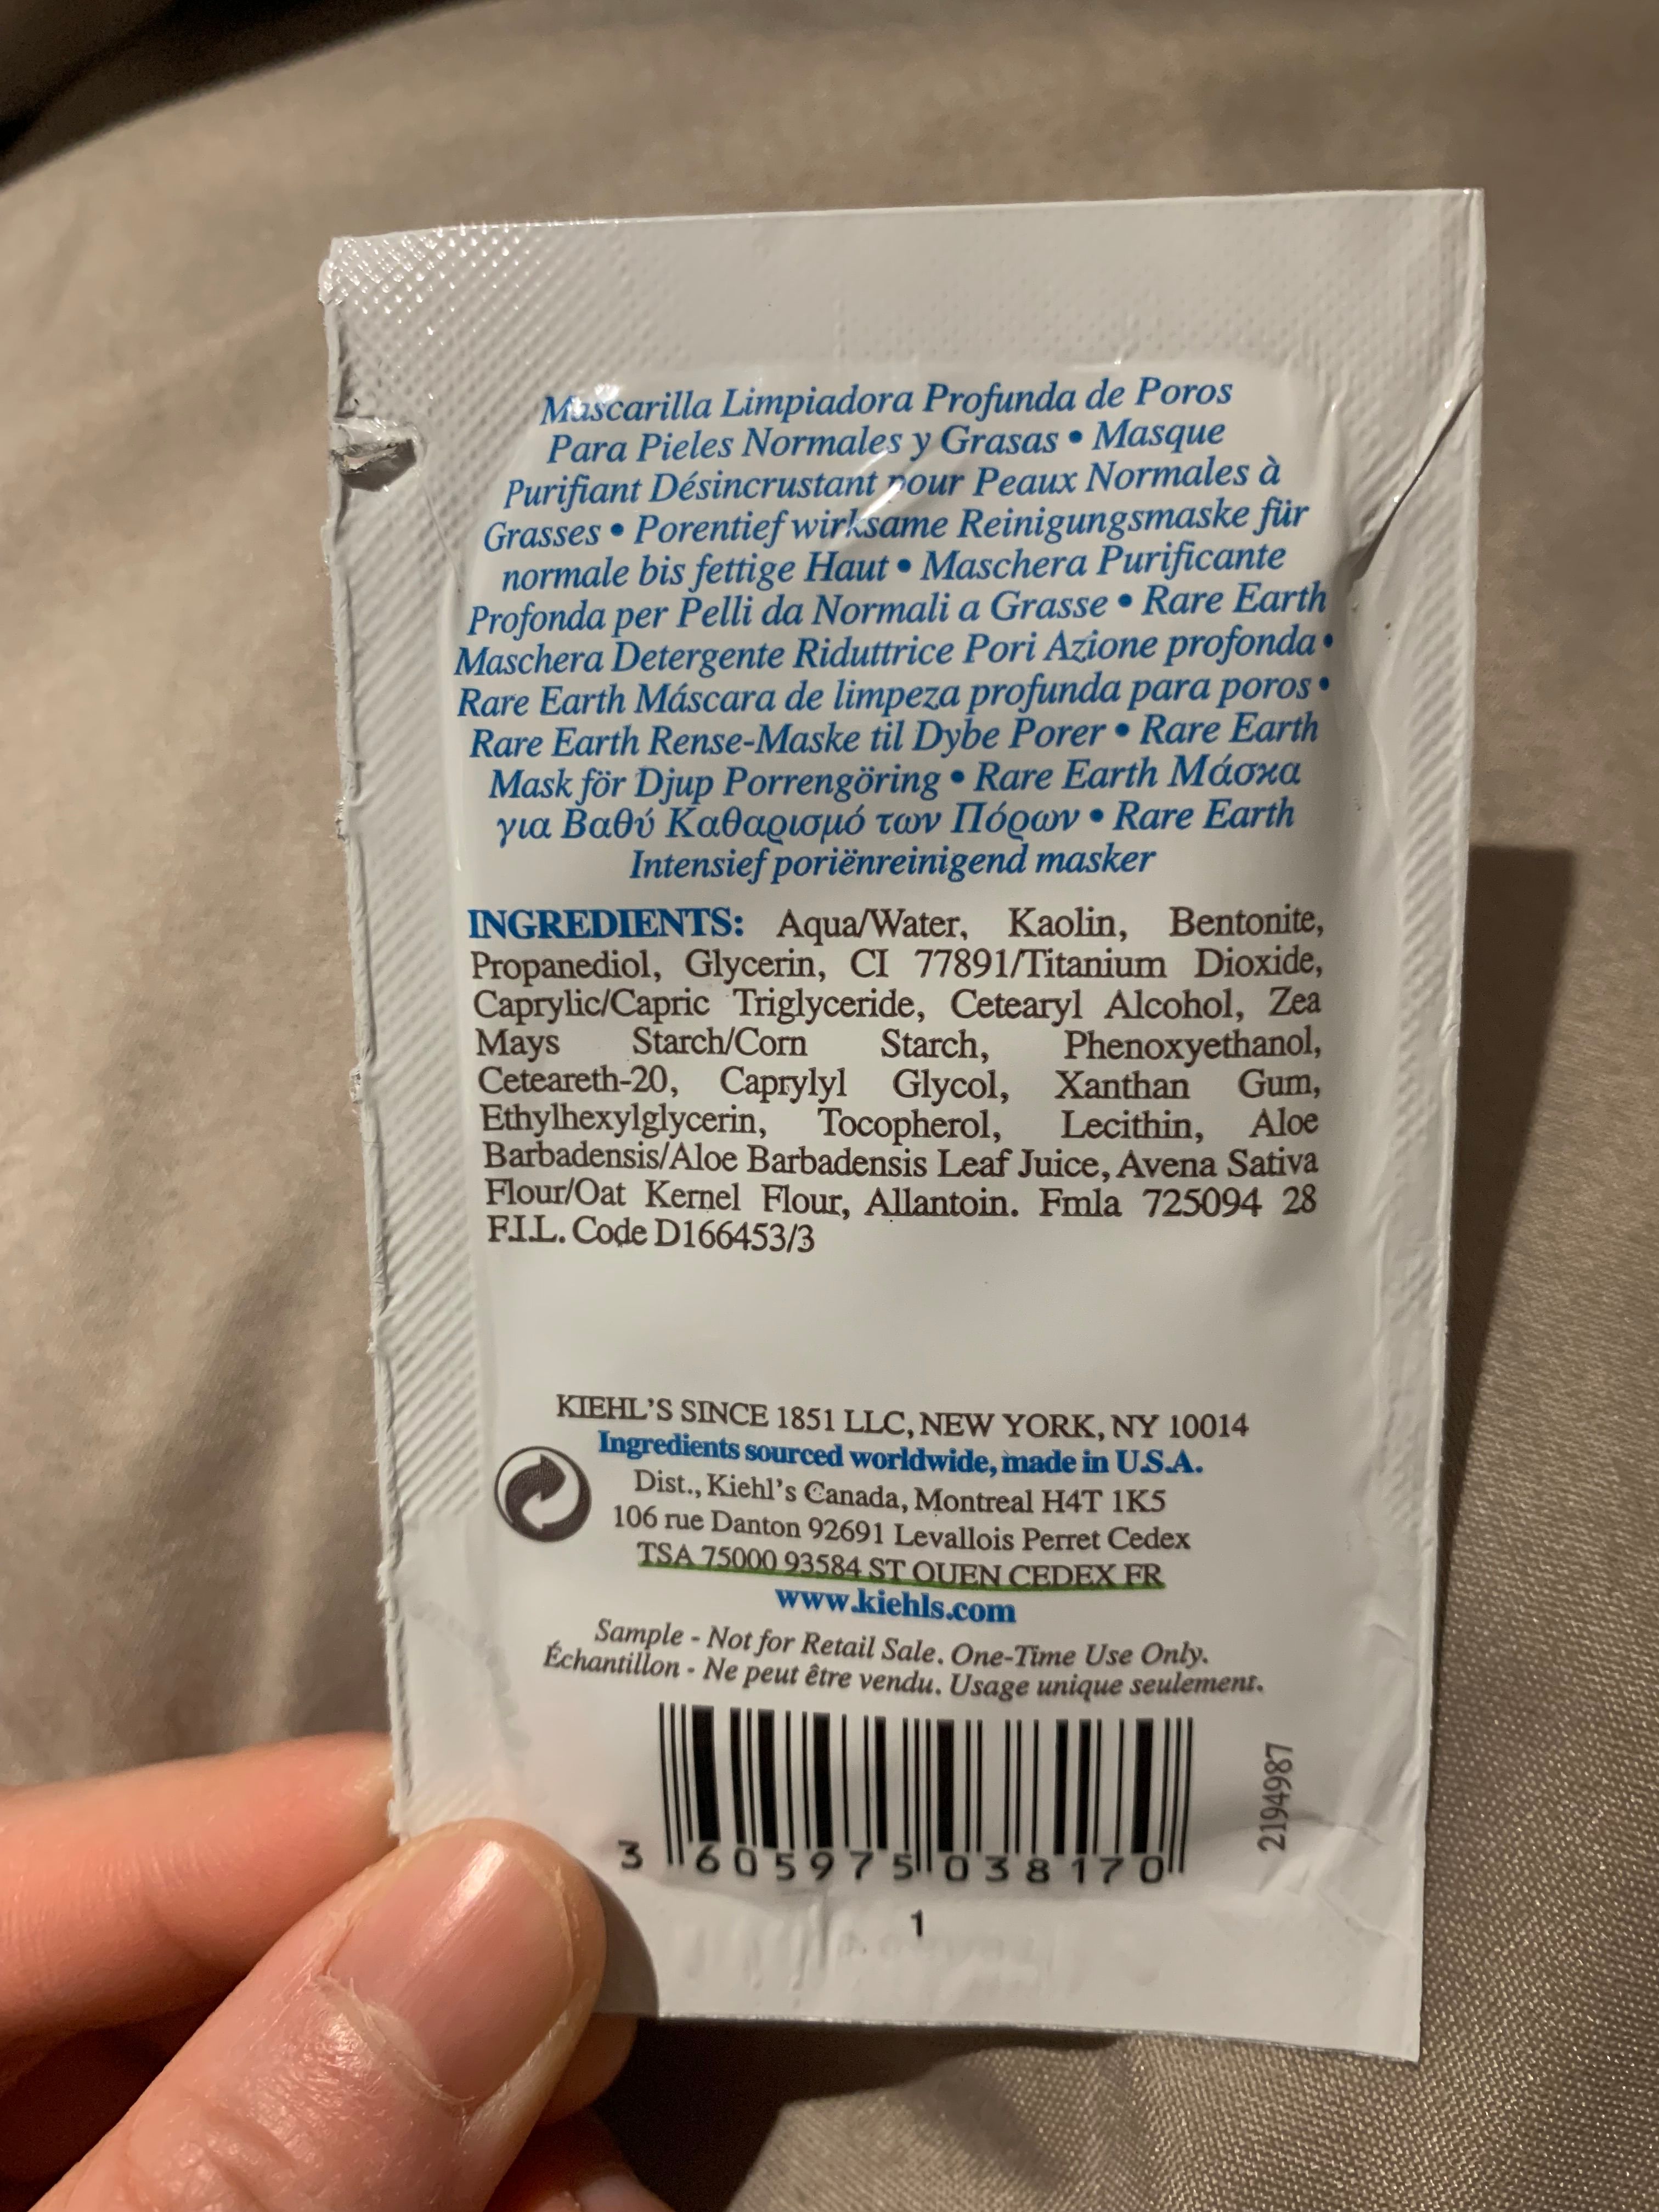 Mascarilla Limpiadora Profunda de Poros
Para Pieles Normales y Grasas • Masque
Purifiant Désincrustant pour Peaux Normales à
Grasses • Porentief wirksame Reinigungsmaske für
normale bis fettige Haut • Maschera Purificante
Profonda per Pelli da Normali a Grasse • Rare Earth
Maschera Detergente Riduttrice Pori Azione profonda •
Rare Earth Máscara de limpeza profunda para poros •
Rare Earth Rense-Maske til Dybe Porer • Rare Earth
Mask för Djup Porrengöring • Rare Earth Μάσκα
για Βαθύ Καθαρισμό των Πόρων • Rare Earth
Intensief poriënreinigend masker
INGREDIENTS: Aqua/Water, Kaolin, Bentonite,
Propanediol, Glycerin, CI 77891/Titanium Dioxide,
Caprylic/Capric Triglyceride, Cetearyl Alcohol, Zea
Mays Starch/Corn Starch, Phenoxyethanol,
Ceteareth-20, Caprylyl Glycol, Xanthan Gum,
Ethylhexylglycerin, Tocopherol, Lecithin, Aloe
Barbadensis/Aloe Barbadensis Leaf Juice, Avena Sativa
Flour/Oat Kernel Flour, Allantoin. Fmla 725094 28
F.I.L. Code D166453/3
KIEHL'S SINCE 1851 LLC, NEW YORK, NY 10014
Ingredients sourced worldwide, made in U.S.A.
Dist., Kiehl's Canada, Montreal H4T 1K5
106 rue Danton 92691 Levallois Perret Cedex
TSA 75000 93584 ST OUEN CEDEX FR
www.kiehls.com
Sample - Not for Retail Sale. One-Time Use Only.
Échantillon - Ne peut être vendu. Usage unique seulement.
3 605975 038170
1
2194987